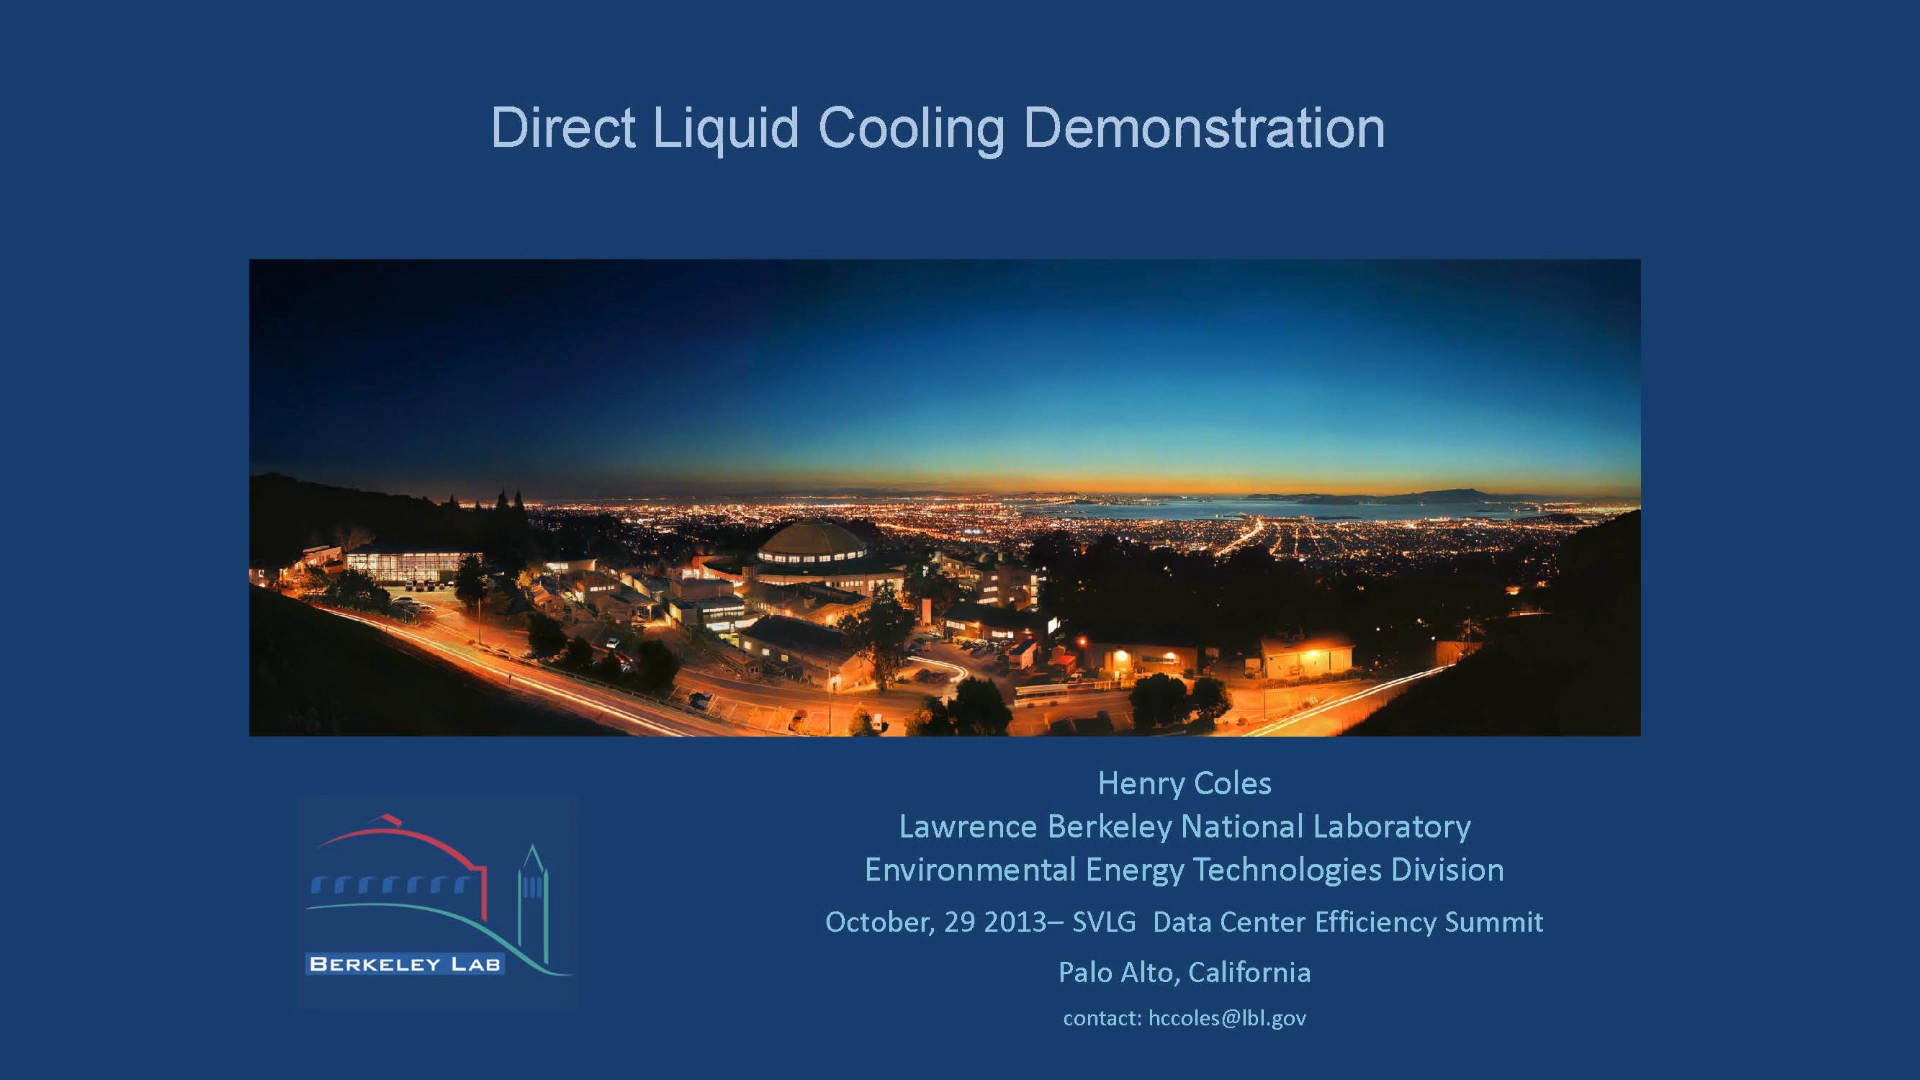 Direct Liquid Cooling Demonstration
Henry Coles
Lawrence Berkeley National Laboratory
Environmental Energy Technologies Division
October, 29 2013– SVLG  Data Center Efficiency Summit
Palo Alto, California
contact: hccoles@lbl.gov
BERKELEY LAB